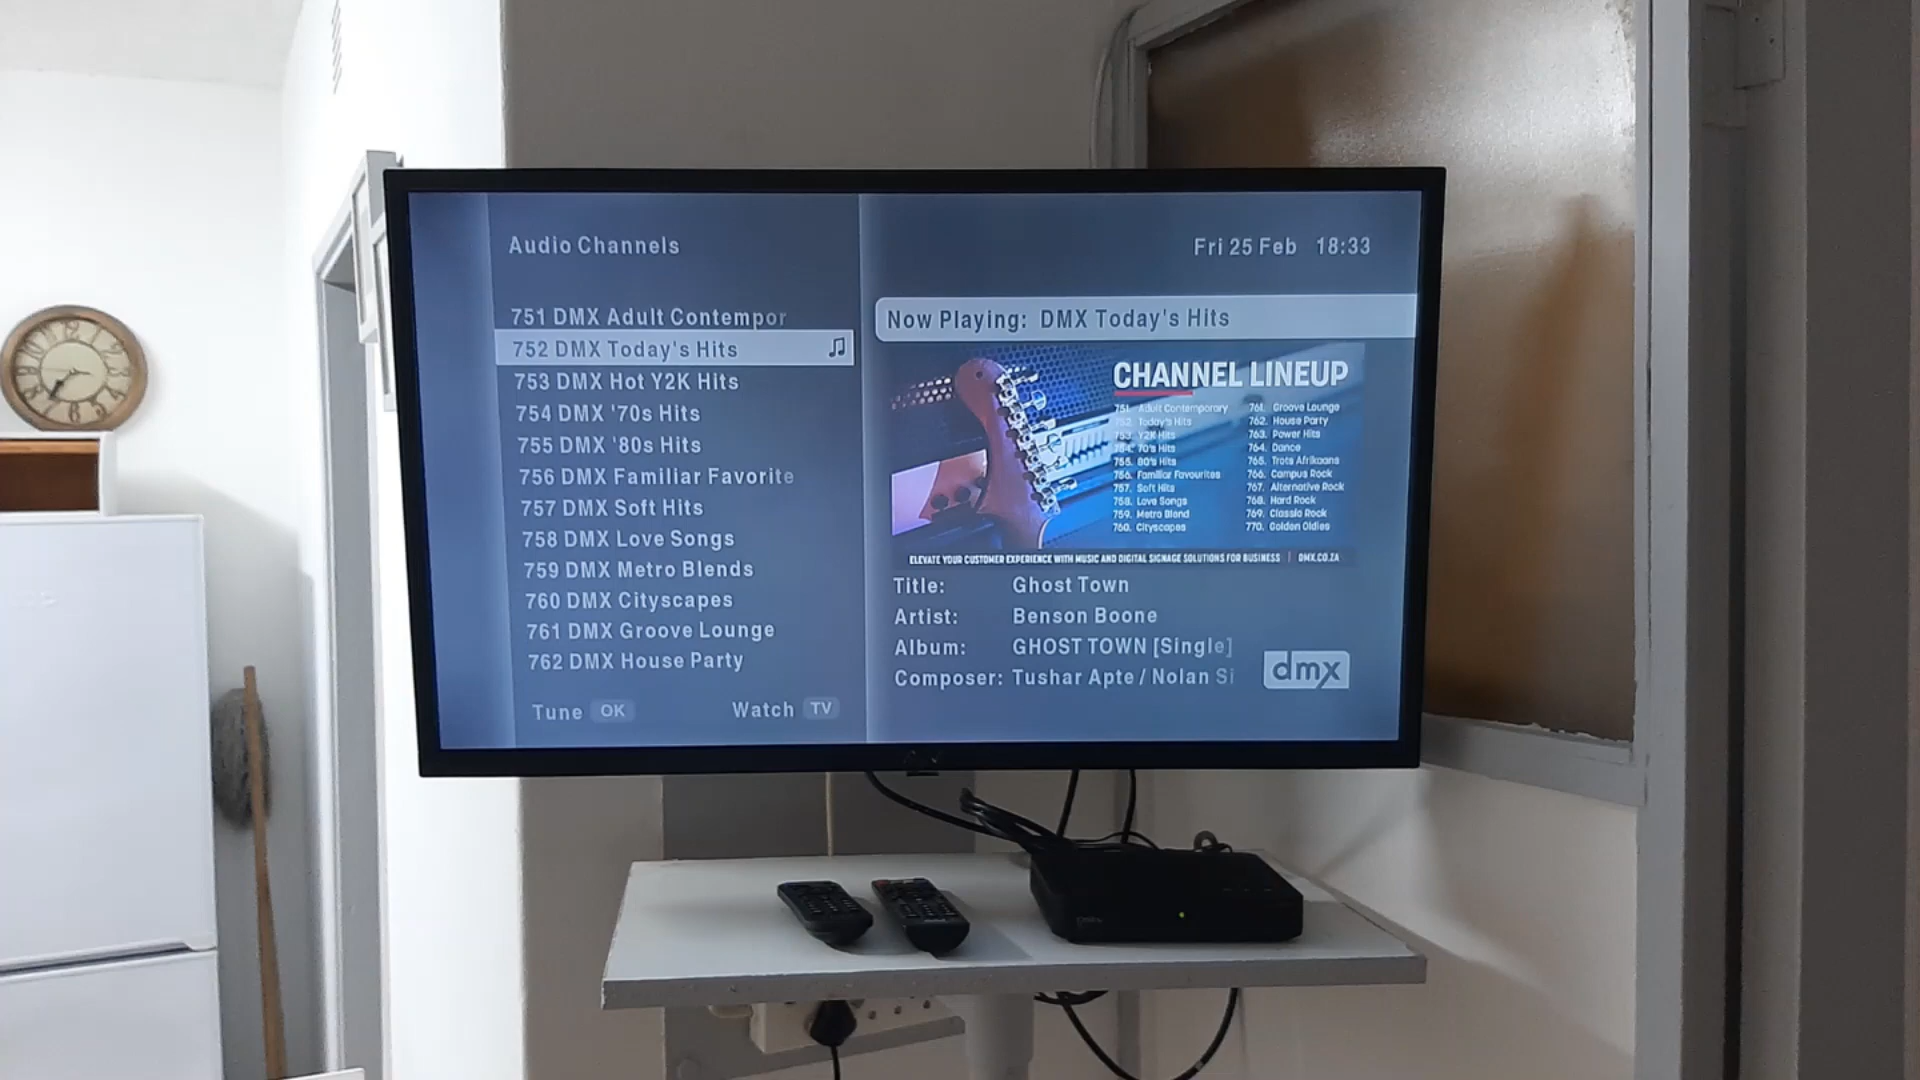 Audio Channels
Fri 25 Feb 18:33
751 DMX Adult Contempor
752 DMX Today's Hits
753 DMX Hot Y2K Hits
754 DMX '70s Hits
755 DMX '80s Hits
756 DMX Familiar Favorite
757 DMX Soft Hits
758 DMX Love Songs
759 DMX Metro Blends
760 DMX Cityscapes
761 DMX Groove Lounge
762 DMX House Party
Tune OK
Watch TV
Now Playing: DMX Today's Hits
CHANNEL LINEUP
751. Adult Contemporary
752. Today's Hits
753. Y2K Hits
754. 70's Hits
755. 80's Hits
756. Familiar Favourites
757. Soft Hits
758. Love Songs
759. Metro Blend
760. Cityscapes
761. Groove Lounge
762. House Party
763. Power Hits
764. Dance
765. Trots Afrikaans
766. Campus Rock
767. Alternative Rock
768. Hard Rock
769. Classic Rock
770. Golden Oldies
ELEVATE YOUR CUSTOMER EXPERIENCE WITH MUSIC AND DIGITAL SIGNAGE SOLUTIONS FOR BUSINESS | DMX.CO.ZA
Title: Ghost Town
Artist: Benson Boone
Album: GHOST TOWN [Single]
Composer: Tushar Apte / Nolan Si
dmx